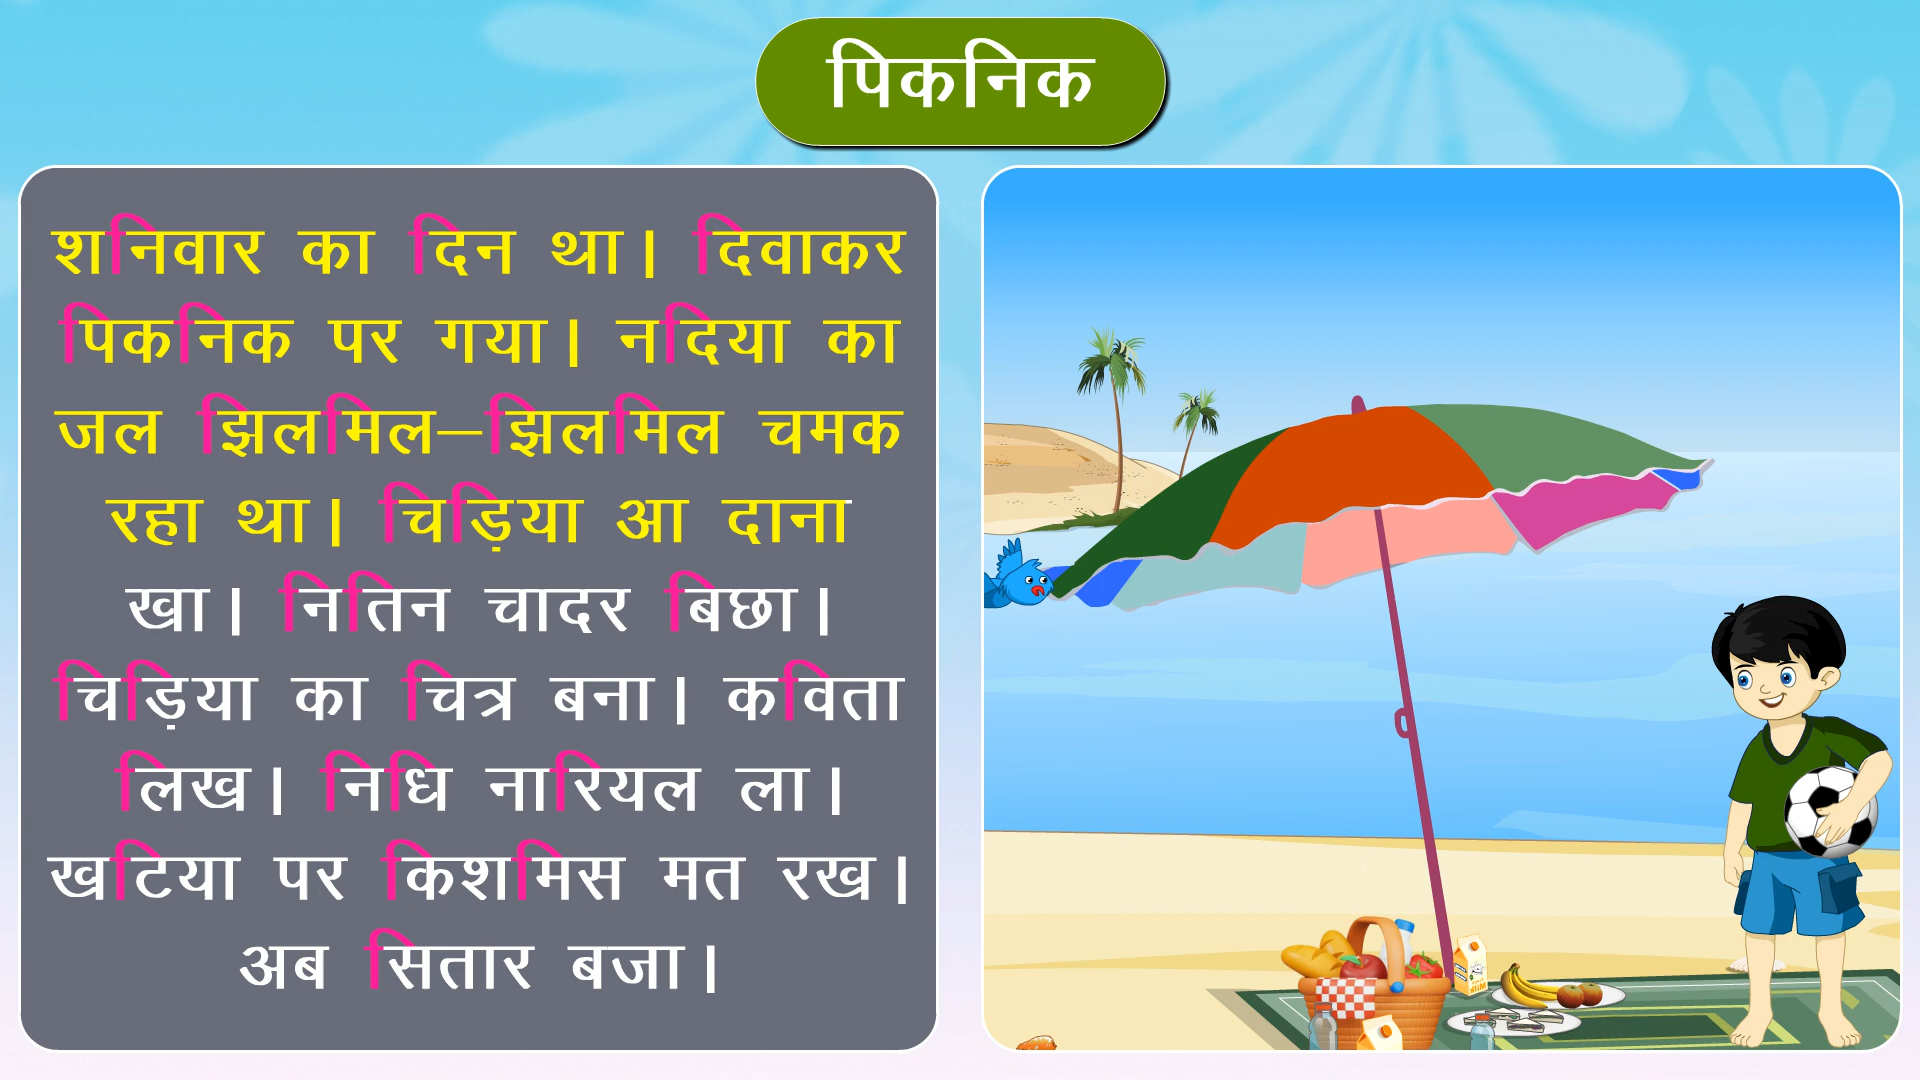 पिकनिक
शनिवार का दिन था। दिवाकर
पिकनिक पर गया। नदिया का
जल झिलमिल–झिलमिल चमक
रहा था। चिड़िया आ दाना
खा। नितिन चादर बिछा।
चिड़िया का चित्र बना। कविता
लिख। निधि नारियल ला।
खटिया पर किशमिस मत रख।
अब सितार बजा।